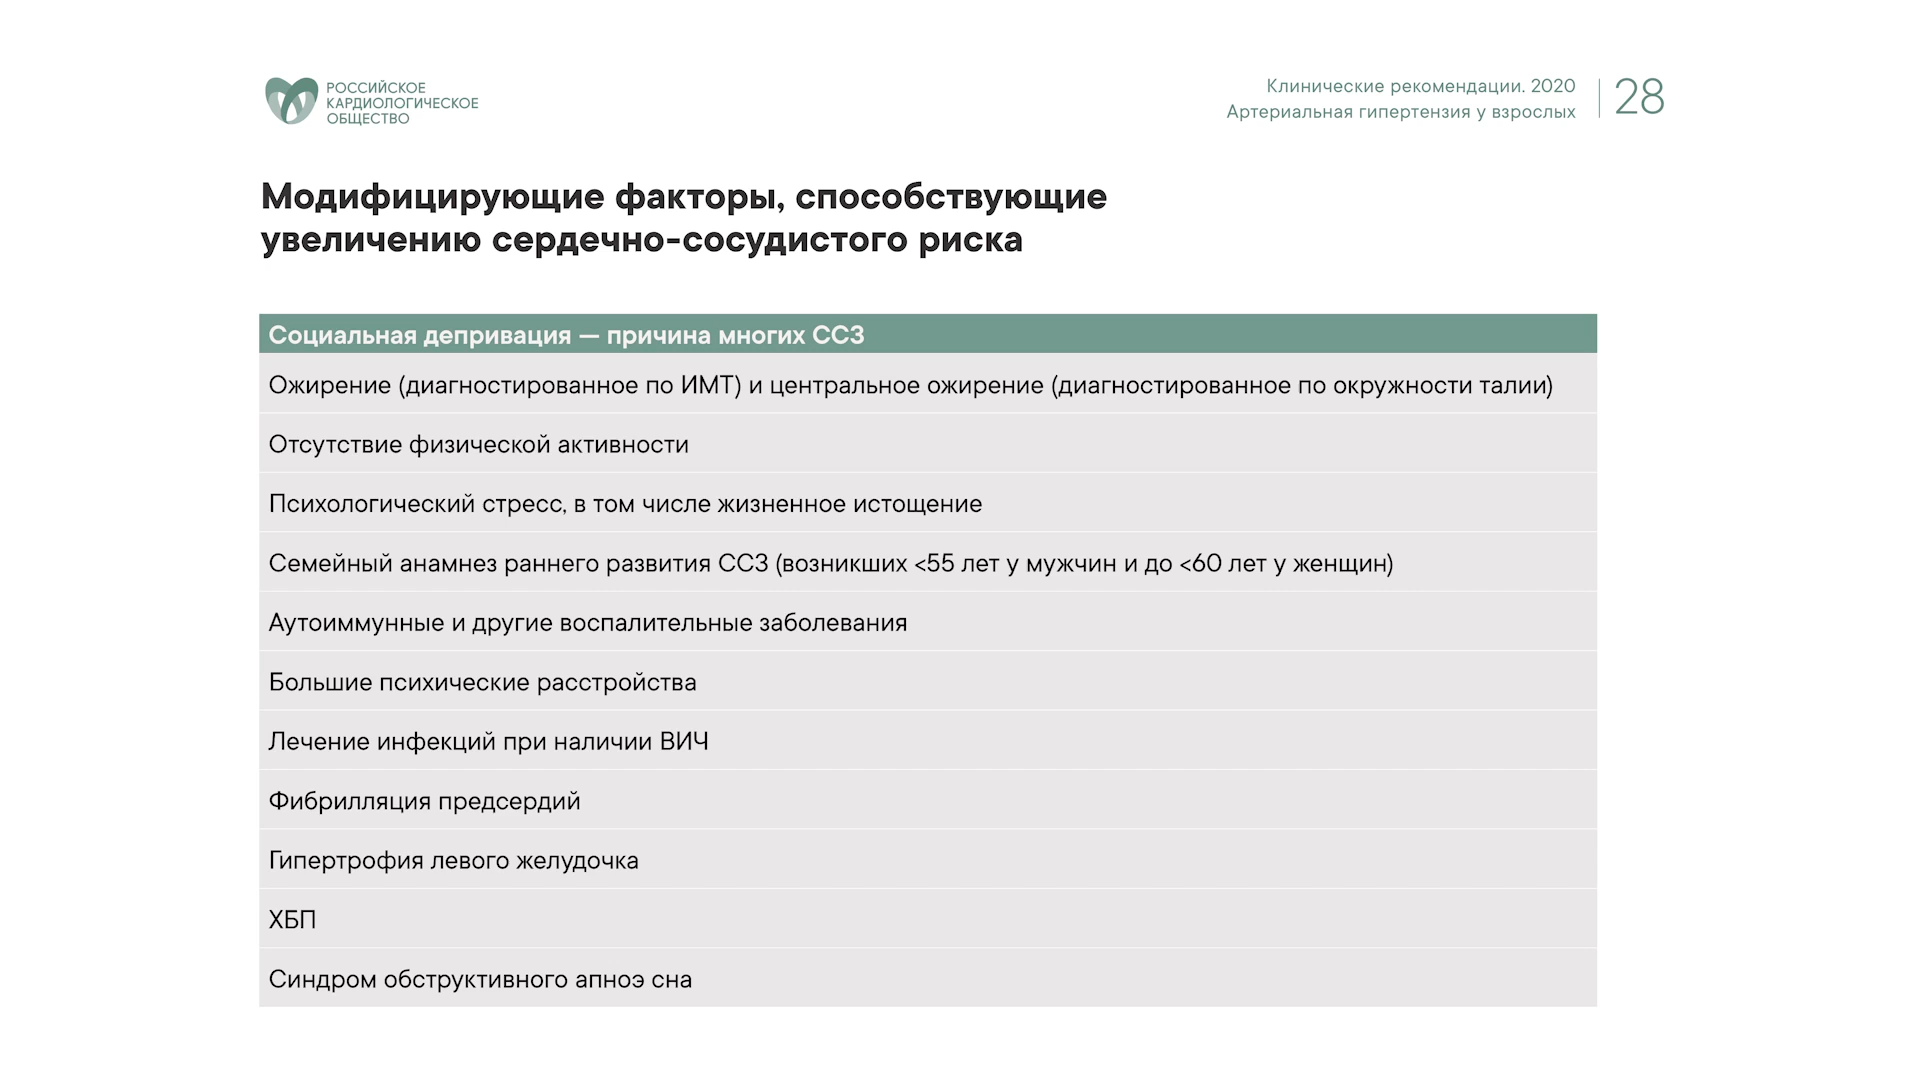 РОССИЙСКОЕ
КАРДИОЛОГИЧЕСКОЕ
ОБЩЕСТВО
Клинические рекомендации. 2020
Артериальная гипертензия у взрослых
28
Модифицирующие факторы, способствующие
увеличению сердечно-сосудистого риска
Социальная депривация — причина многих ССЗ
Ожирение (диагностированное по ИМТ) и центральное ожирение (диагностированное по окружности талии)
Отсутствие физической активности
Психологический стресс, в том числе жизненное истощение
Семейный анамнез раннего развития ССЗ (возникших <55 лет у мужчин и до <60 лет у женщин)
Аутоиммунные и другие воспалительные заболевания
Большие психические расстройства
Лечение инфекций при наличии ВИЧ
Фибрилляция предсердий
Гипертрофия левого желудочка
ХБП
Синдром обструктивного апноэ сна